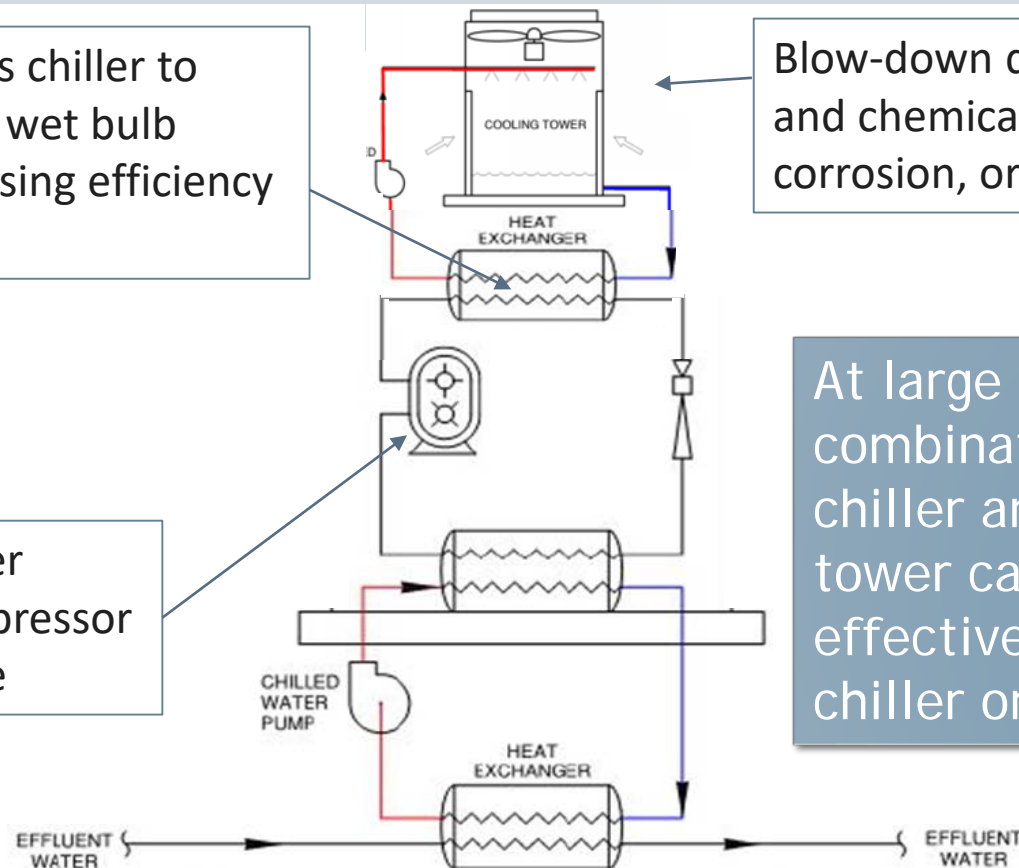 s chiller to
wet bulb
sing efficiency
Blow-down
and chemica
corrosion, or
COOLING TOWER
HEAT
EXCHANGER
At large
combinat
chiller
tower ca
effective
chiller or
er
pressor
e
CHILLED
WATER
PUMP
HEAT
EXCHANGER
EFFLUENT
WATER
EFFLUENT
WATER